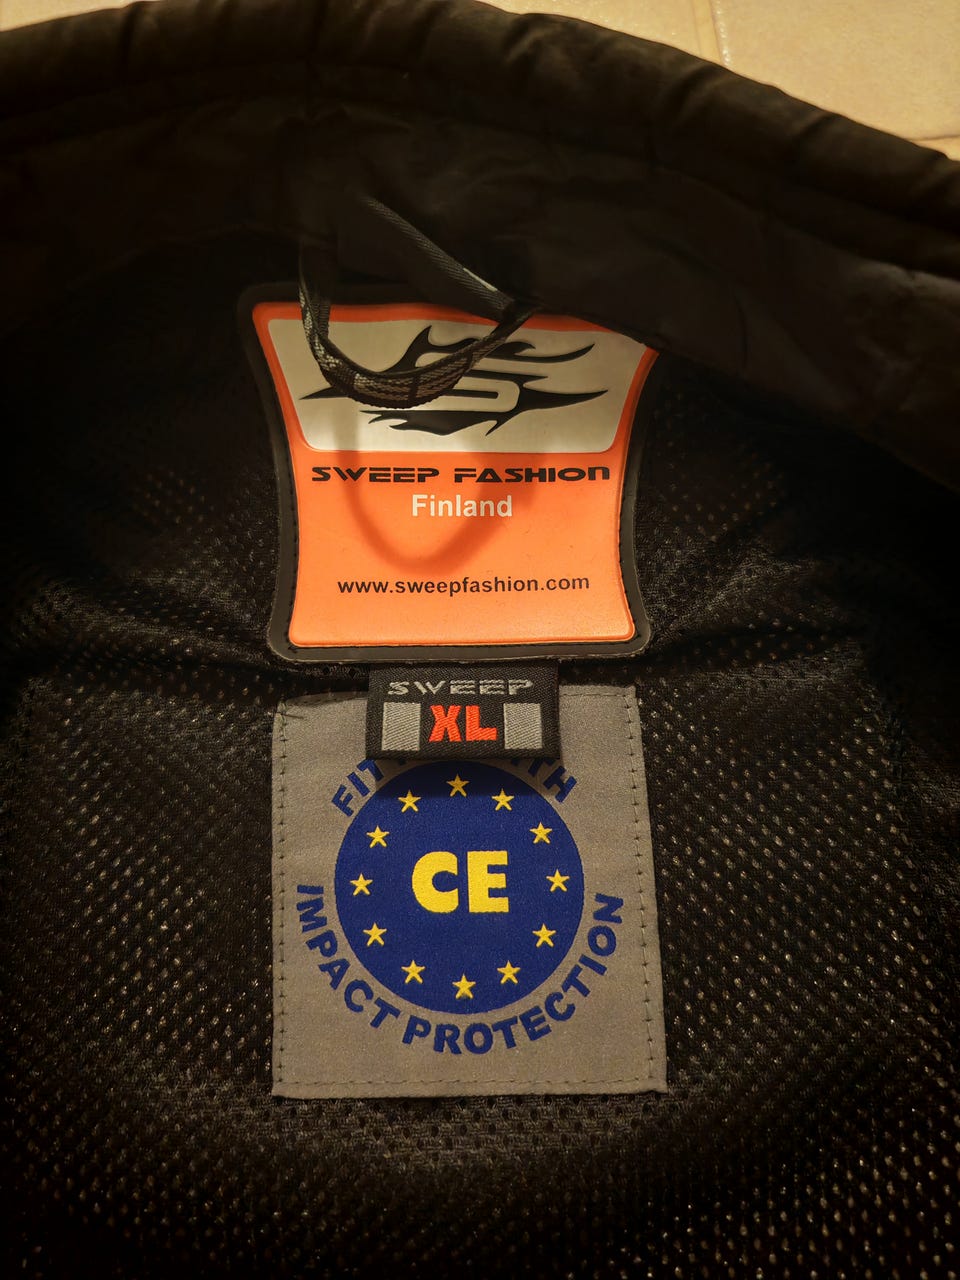 SWEEP FASHION
Finland
www.sweepfashion.com
SWEEP
XL
CE
IMPACT PROTECTION